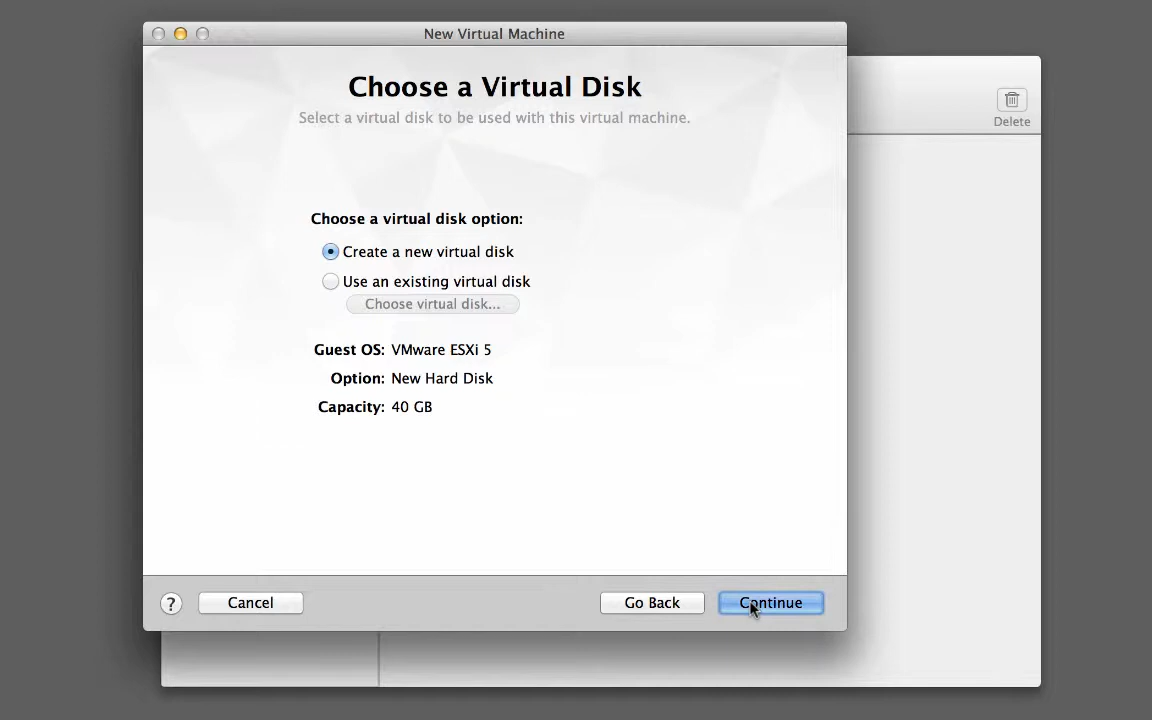 New Virtual Machine
Choose a Virtual Disk
Select a virtual disk to be used with this virtual machine.
Delete
Choose a virtual disk option:
Create a new virtual disk
Use an existing virtual disk
Choose virtual disk...
Guest OS: VMware ESXi 5
Option: New Hard Disk
Capacity: 40 GB
? Cancel Go Back Continue